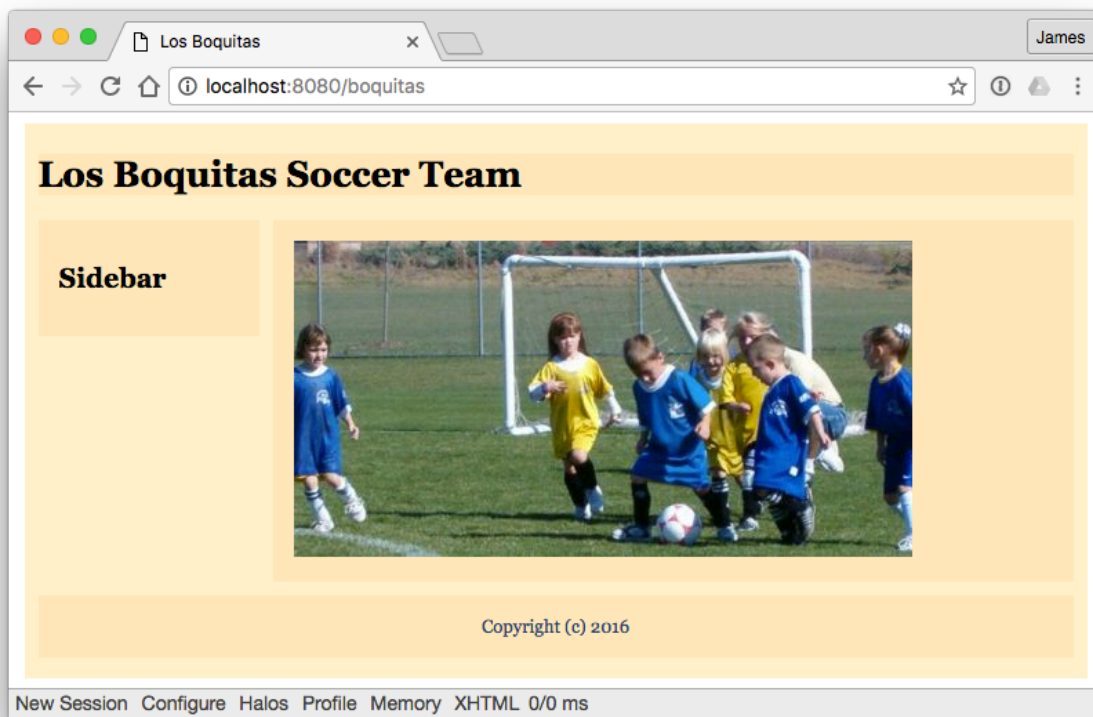 Los Boquitas
James
localhost:8080/boquitas
Los Boquitas Soccer Team
Sidebar
Copyright (c) 2016
New Session Configure Halos Profile Memory XHTML 0/0 ms